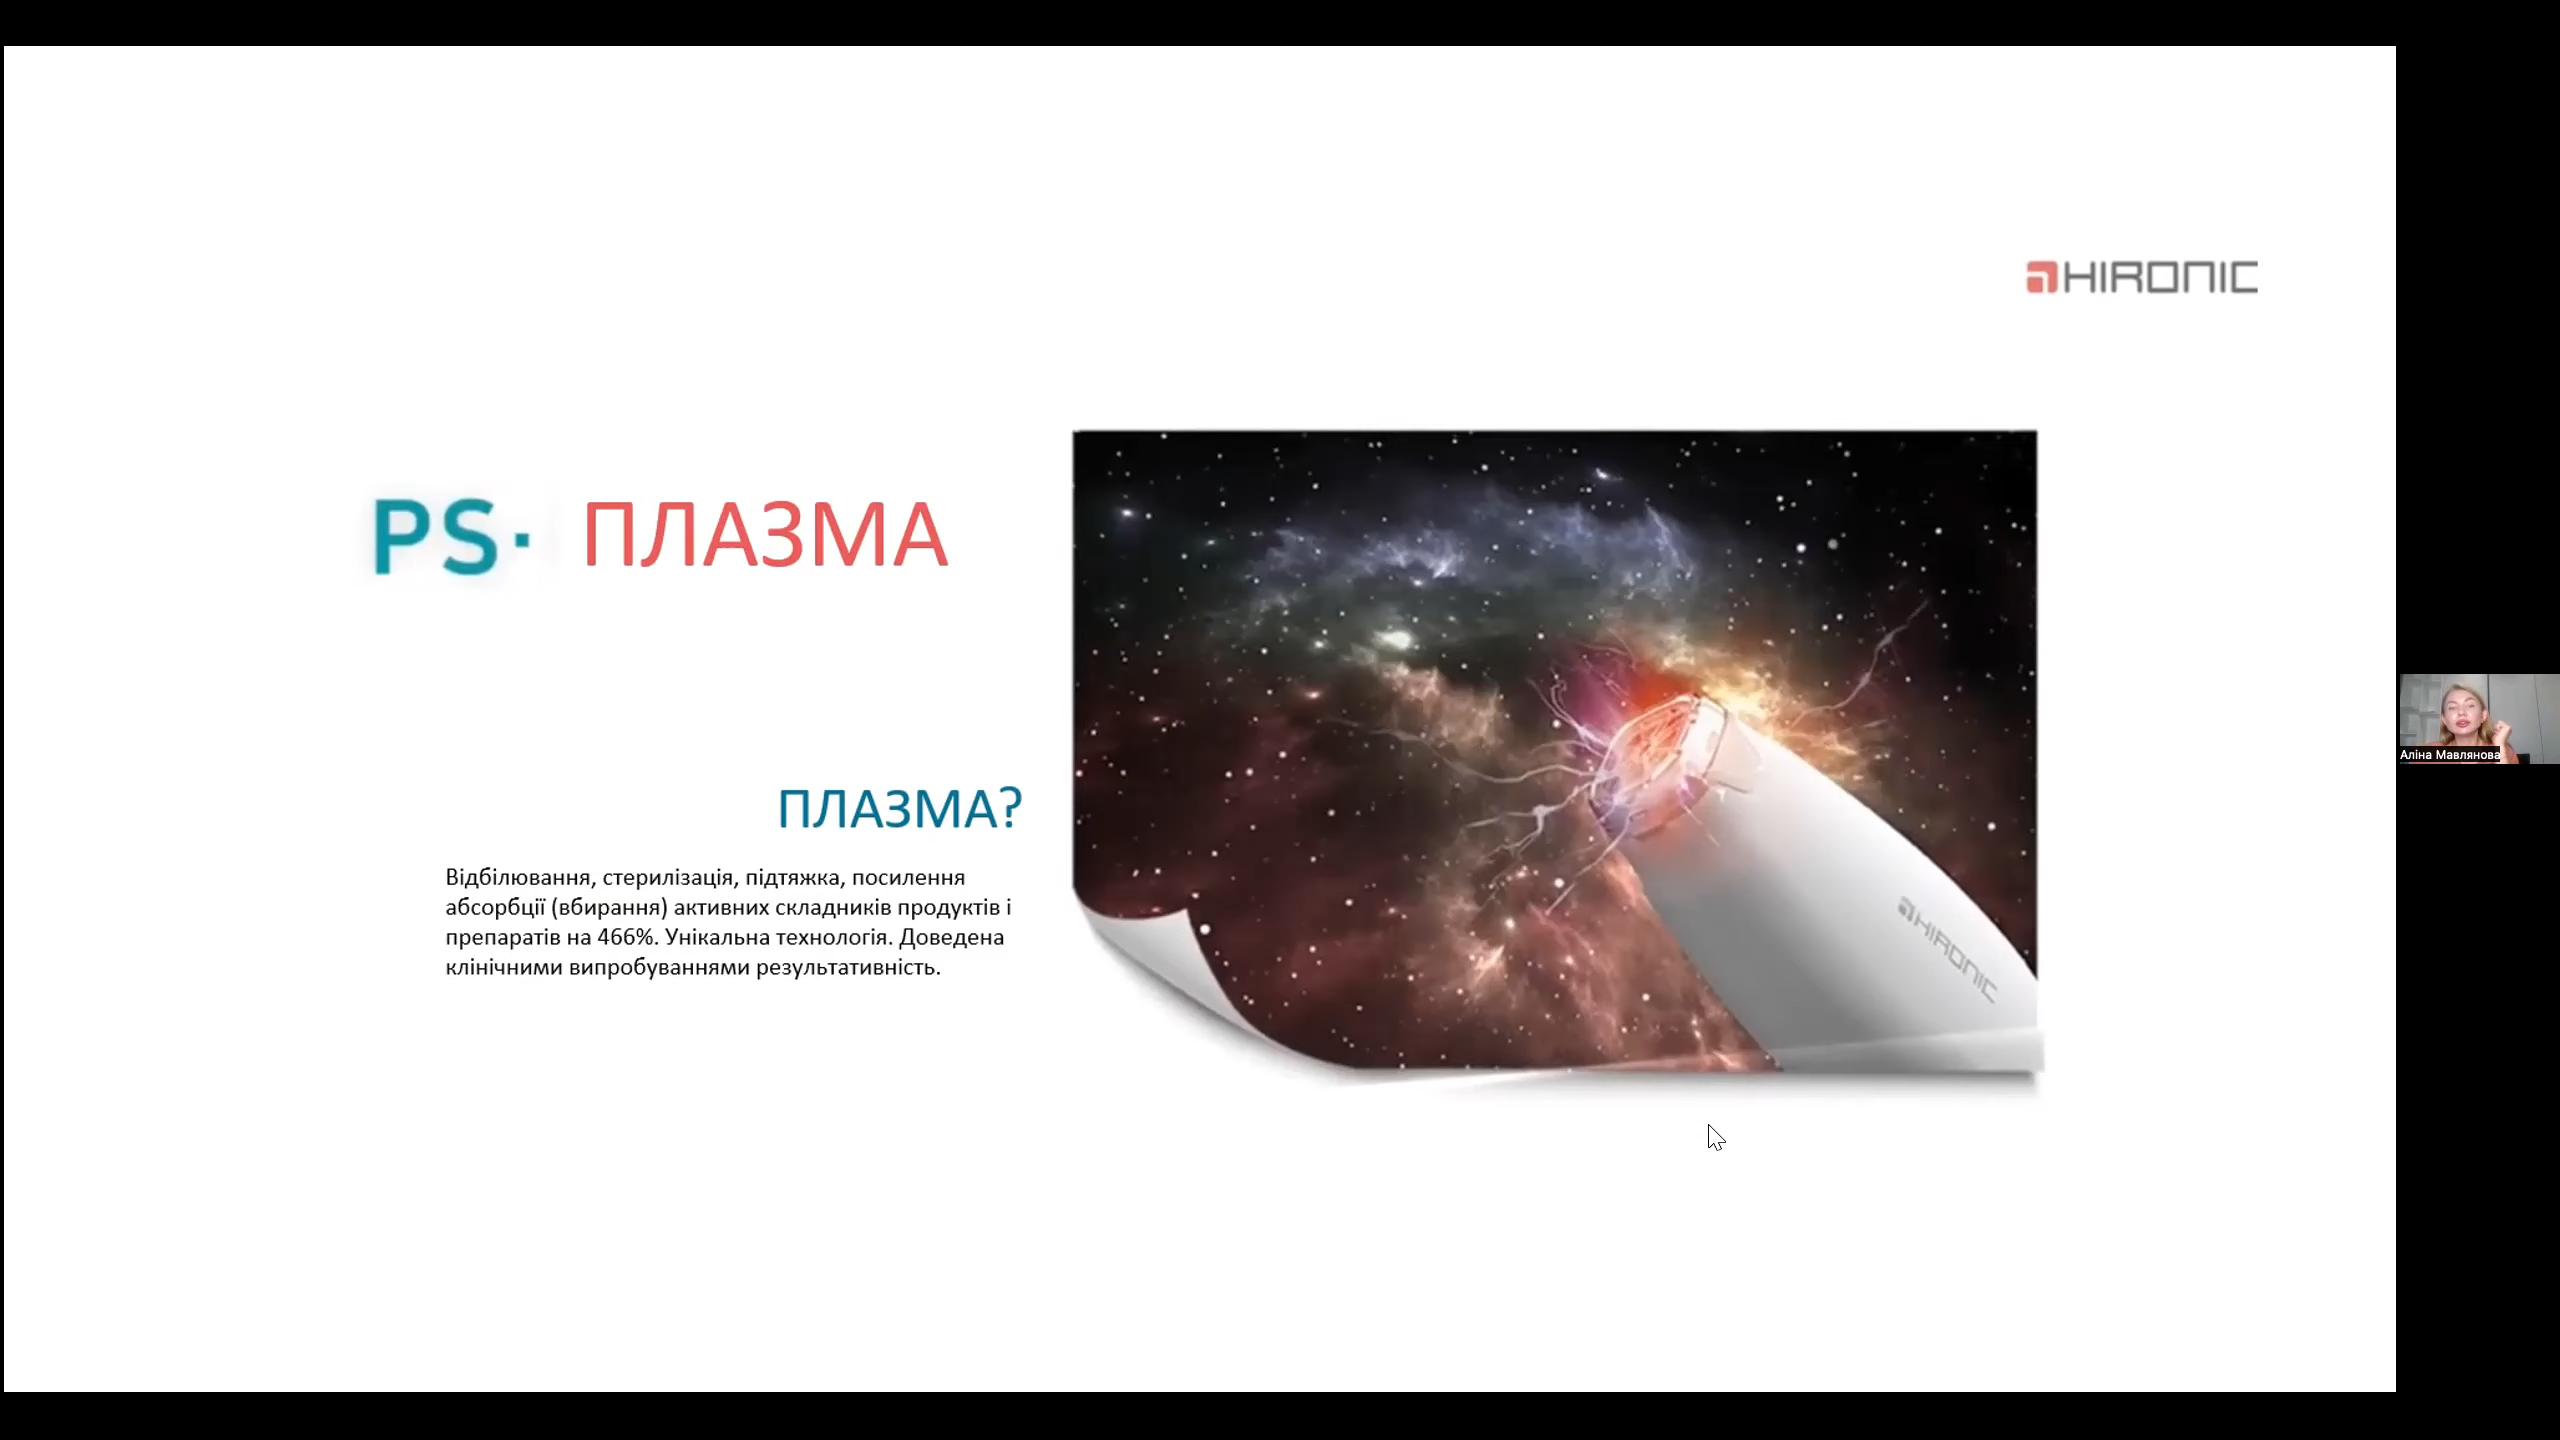 HIRONIC
PS· ПЛАЗМА
ПЛАЗМА?
Відбілювання, стерилізація, підтяжка, посилення
абсорбції (вбирання) активних складників продуктів і
препаратів на 466%. Унікальна технологія. Доведена
клінічними випробуваннями результативність.
HIRONIC
Аліна Мавлянова